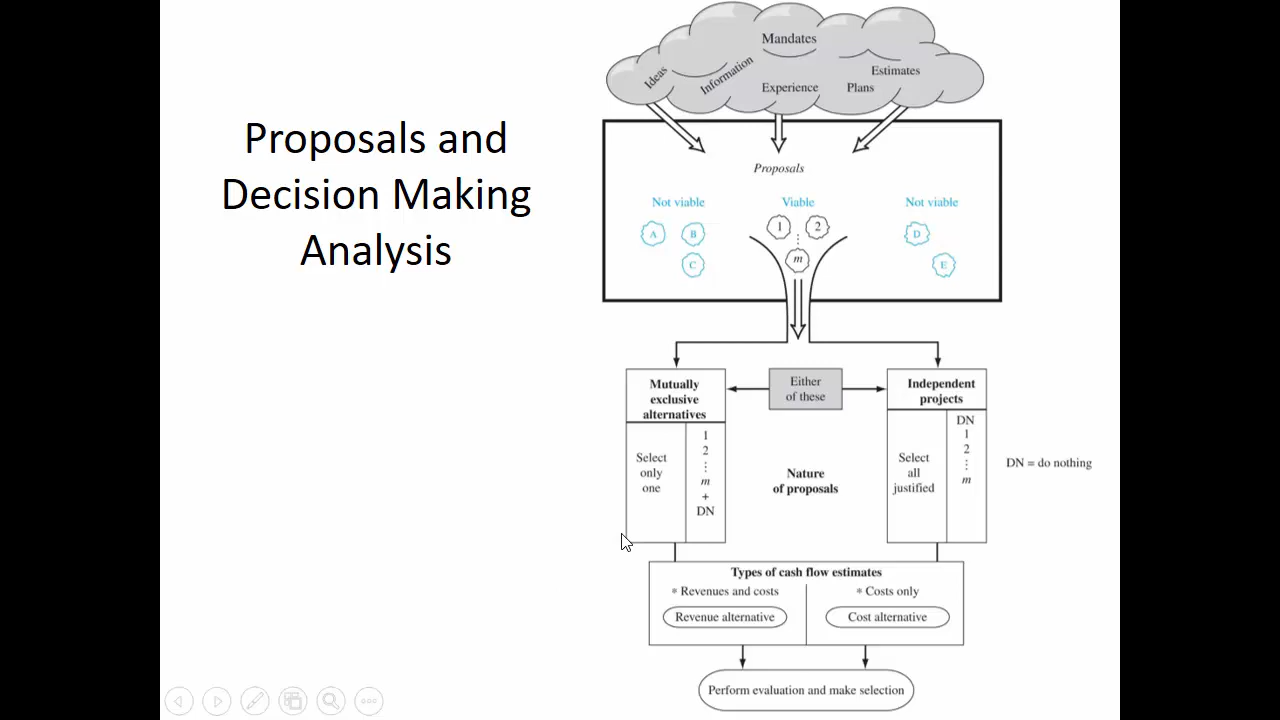 Proposals and
Decision Making
Analysis
Mandates
Ideas
Information
Estimates
Experience
Plans
Proposals
Not viable
Viable
Not viable
A
B
C
1
2
⋮
m
D
E
Mutually
exclusive
alternatives
Select
only
one
1
2
⋮
m
+
DN
Either
of these
Nature
of proposals
Independent
projects
Select
all
justified
DN
1
2
⋮
m
DN = do nothing
Types of cash flow estimates
* Revenues and costs
Revenue alternative
* Costs only
Cost alternative
Perform evaluation and make selection